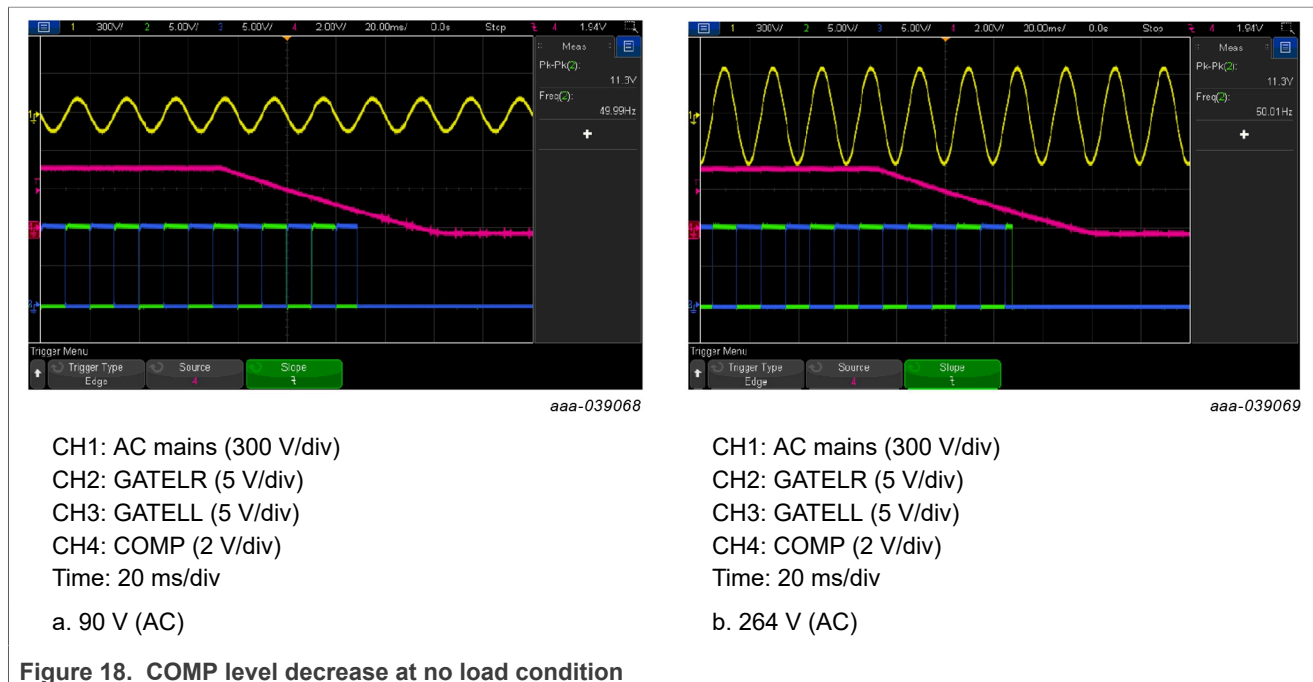 1 300V/ 2 5.00V/ 3 5.00V/ 4 2.00V/ 20.00ms/ 0.0s Stop 4 1.94V
Meas
Pk-Pk(2):
11.3V
Freq(2):
49.99Hz
Trigger Menu
Trigger Type
Edge
Source
4
Slope
aaa-039068
CH1: AC mains (300 V/div)
CH2: GATELR (5 V/div)
CH3: GATELL (5 V/div)
CH4: COMP (2 V/div)
Time: 20 ms/div
a. 90 V (AC)
1 300V/ 2 5.00V/ 3 5.00V/ 4 2.00V/ 20.00ms/ 0.0s Stop 4 1.94V
Meas
Pk-Pk(2):
11.3V
Freq(2):
50.01Hz
Trigger Menu
Trigger Type
Edge
Source
4
Slope
aaa-039069
CH1: AC mains (300 V/div)
CH2: GATELR (5 V/div)
CH3: GATELL (5 V/div)
CH4: COMP (2 V/div)
Time: 20 ms/div
b. 264 V (AC)
Figure 18. COMP level decrease at no load condition